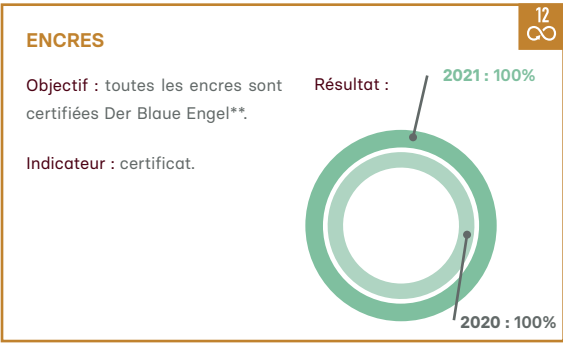 12
ENCRES
Objectif : toutes les encres sont
certifiées Der Blaue Engel**.
Indicateur : certificat.
Résultat :
2021 : 100%
2020 : 100%